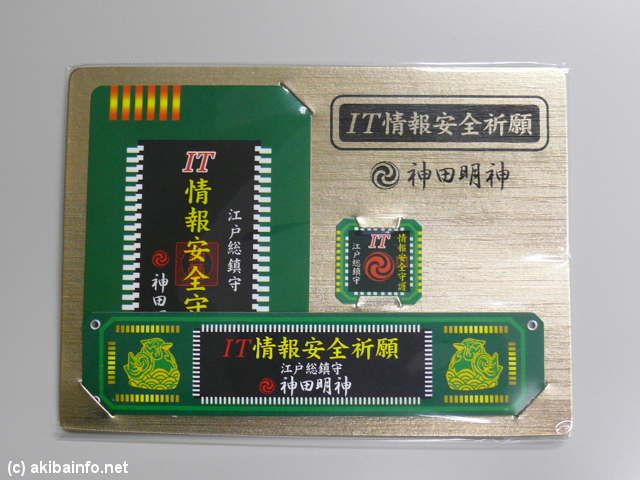 IT情報安全祈願
神田明神
IT
情報安全守
江戸総鎮守
神田明
IT
情報安全守護
江戸総鎮守
IT情報安全祈願
江戸総鎮守
神田明神
(c) akibainfo.net